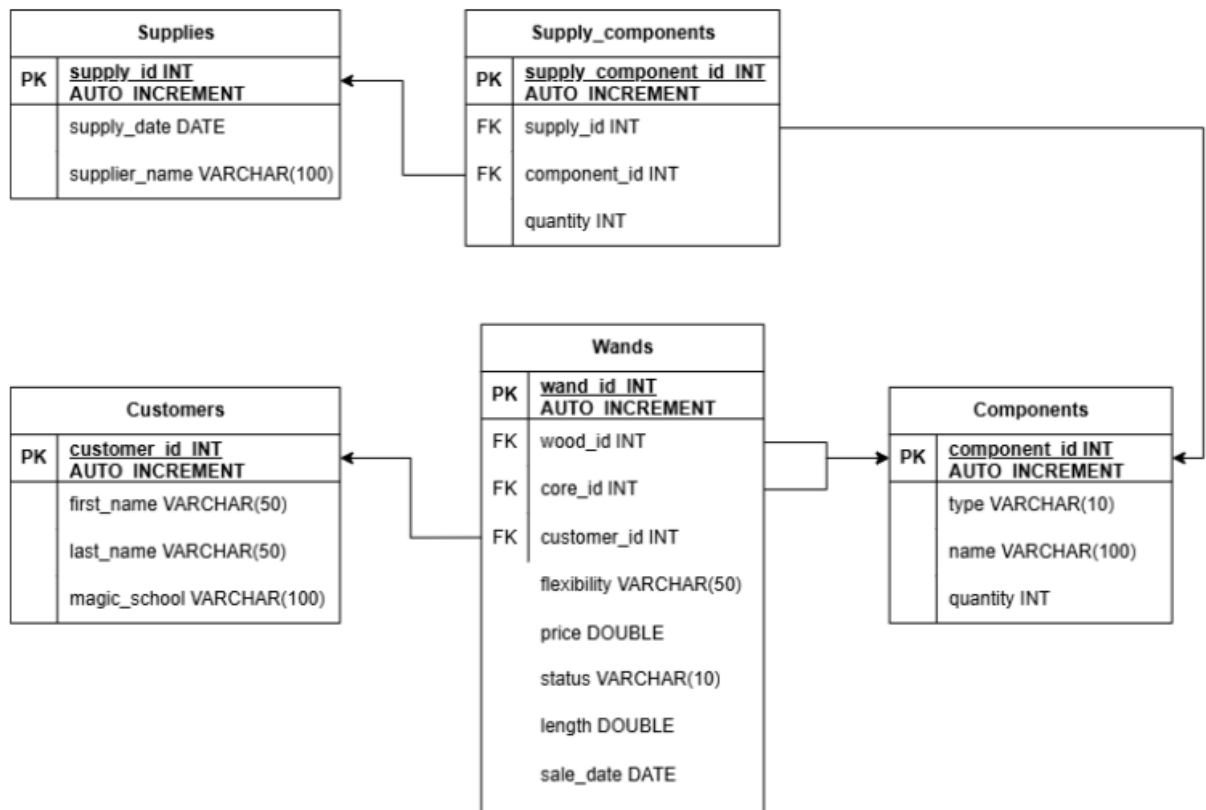 Supplies
PK supply_id INT
AUTO_INCREMENT
supply_date DATE
supplier_name VARCHAR(100)
Supply_components
PK supply_component_id INT
AUTO_INCREMENT
FK supply_id INT
FK component_id INT
quantity INT
Customers
PK customer_id INT
AUTO_INCREMENT
first_name VARCHAR(50)
last_name VARCHAR(50)
magic_school VARCHAR(100)
Wands
PK wand_id INT
AUTO_INCREMENT
FK wood_id INT
FK core_id INT
FK customer_id INT
flexibility VARCHAR(50)
price DOUBLE
status VARCHAR(10)
length DOUBLE
sale_date DATE
Components
PK component_id INT
AUTO_INCREMENT
type VARCHAR(10)
name VARCHAR(100)
quantity INT